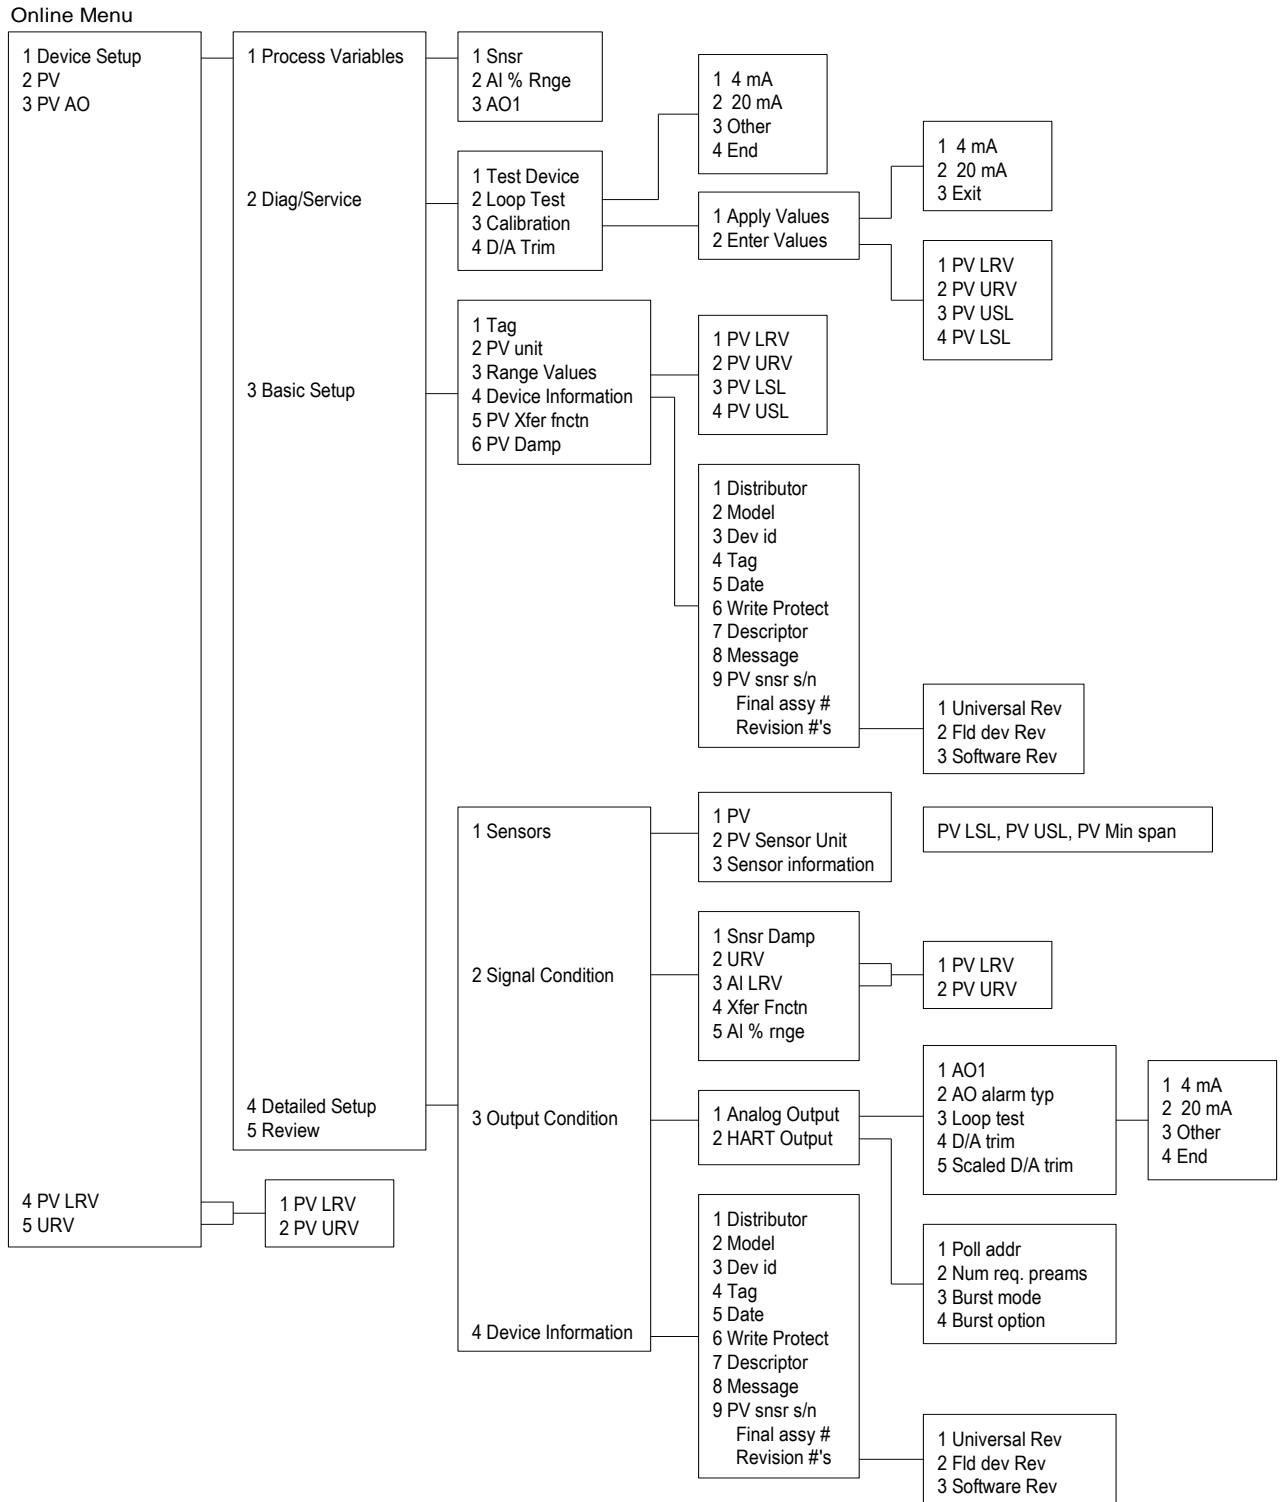 Online Menu
1 Device Setup
2 PV
3 PV AO
4 PV LRV
5 URV
1 PV LRV
2 PV URV
1 Process Variables
2 Diag/Service
3 Basic Setup
4 Detailed Setup
5 Review
1 Snsr
2 AI % Rnge
3 AO1
1 Test Device
2 Loop Test
3 Calibration
4 D/A Trim
1 4 mA
2 20 mA
3 Other
4 End
1 Apply Values
2 Enter Values
1 4 mA
2 20 mA
3 Exit
1 PV LRV
2 PV URV
3 PV USL
4 PV LSL
1 Tag
2 PV unit
3 Range Values
4 Device Information
5 PV Xfer fnctn
6 PV Damp
1 PV LRV
2 PV URV
3 PV LSL
4 PV USL
1 Distributor
2 Model
3 Dev id
4 Tag
5 Date
6 Write Protect
7 Descriptor
8 Message
9 PV snsr s/n
Final assy #
Revision #'s
1 Universal Rev
2 Fld dev Rev
3 Software Rev
1 Sensors
2 Signal Condition
3 Output Condition
4 Device Information
1 PV
2 PV Sensor Unit
3 Sensor information
PV LSL, PV USL, PV Min span
1 Snsr Damp
2 URV
3 AI LRV
4 Xfer Fnctn
5 AI % rnge
1 PV LRV
2 PV URV
1 Analog Output
2 HART Output
1 AO1
2 AO alarm typ
3 Loop test
4 D/A trim
5 Scaled D/A trim
1 4 mA
2 20 mA
3 Other
4 End
1 Poll addr
2 Num req. preams
3 Burst mode
4 Burst option
1 Distributor
2 Model
3 Dev id
4 Tag
5 Date
6 Write Protect
7 Descriptor
8 Message
9 PV snsr s/n
Final assy #
Revision #'s
1 Universal Rev
2 Fld dev Rev
3 Software Rev